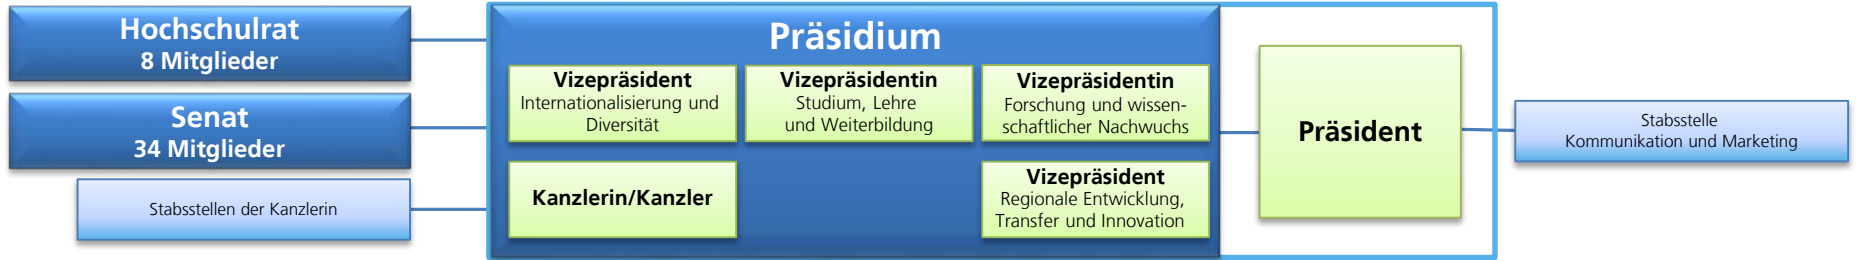 Hochschulrat
8 Mitglieder
Senat
34 Mitglieder
Stabsstellen der Kanzlerin
Präsidium
Vizepräsident
Internationalisierung und
Diversität
Vizepräsidentin
Studium, Lehre
und Weiterbildung
Vizepräsidentin
Forschung und wissen-
schaftlicher Nachwuchs
Kanzlerin/Kanzler
Vizepräsident
Regionale Entwicklung,
Transfer und Innovation
Präsident
Stabsstelle
Kommunikation und Marketing